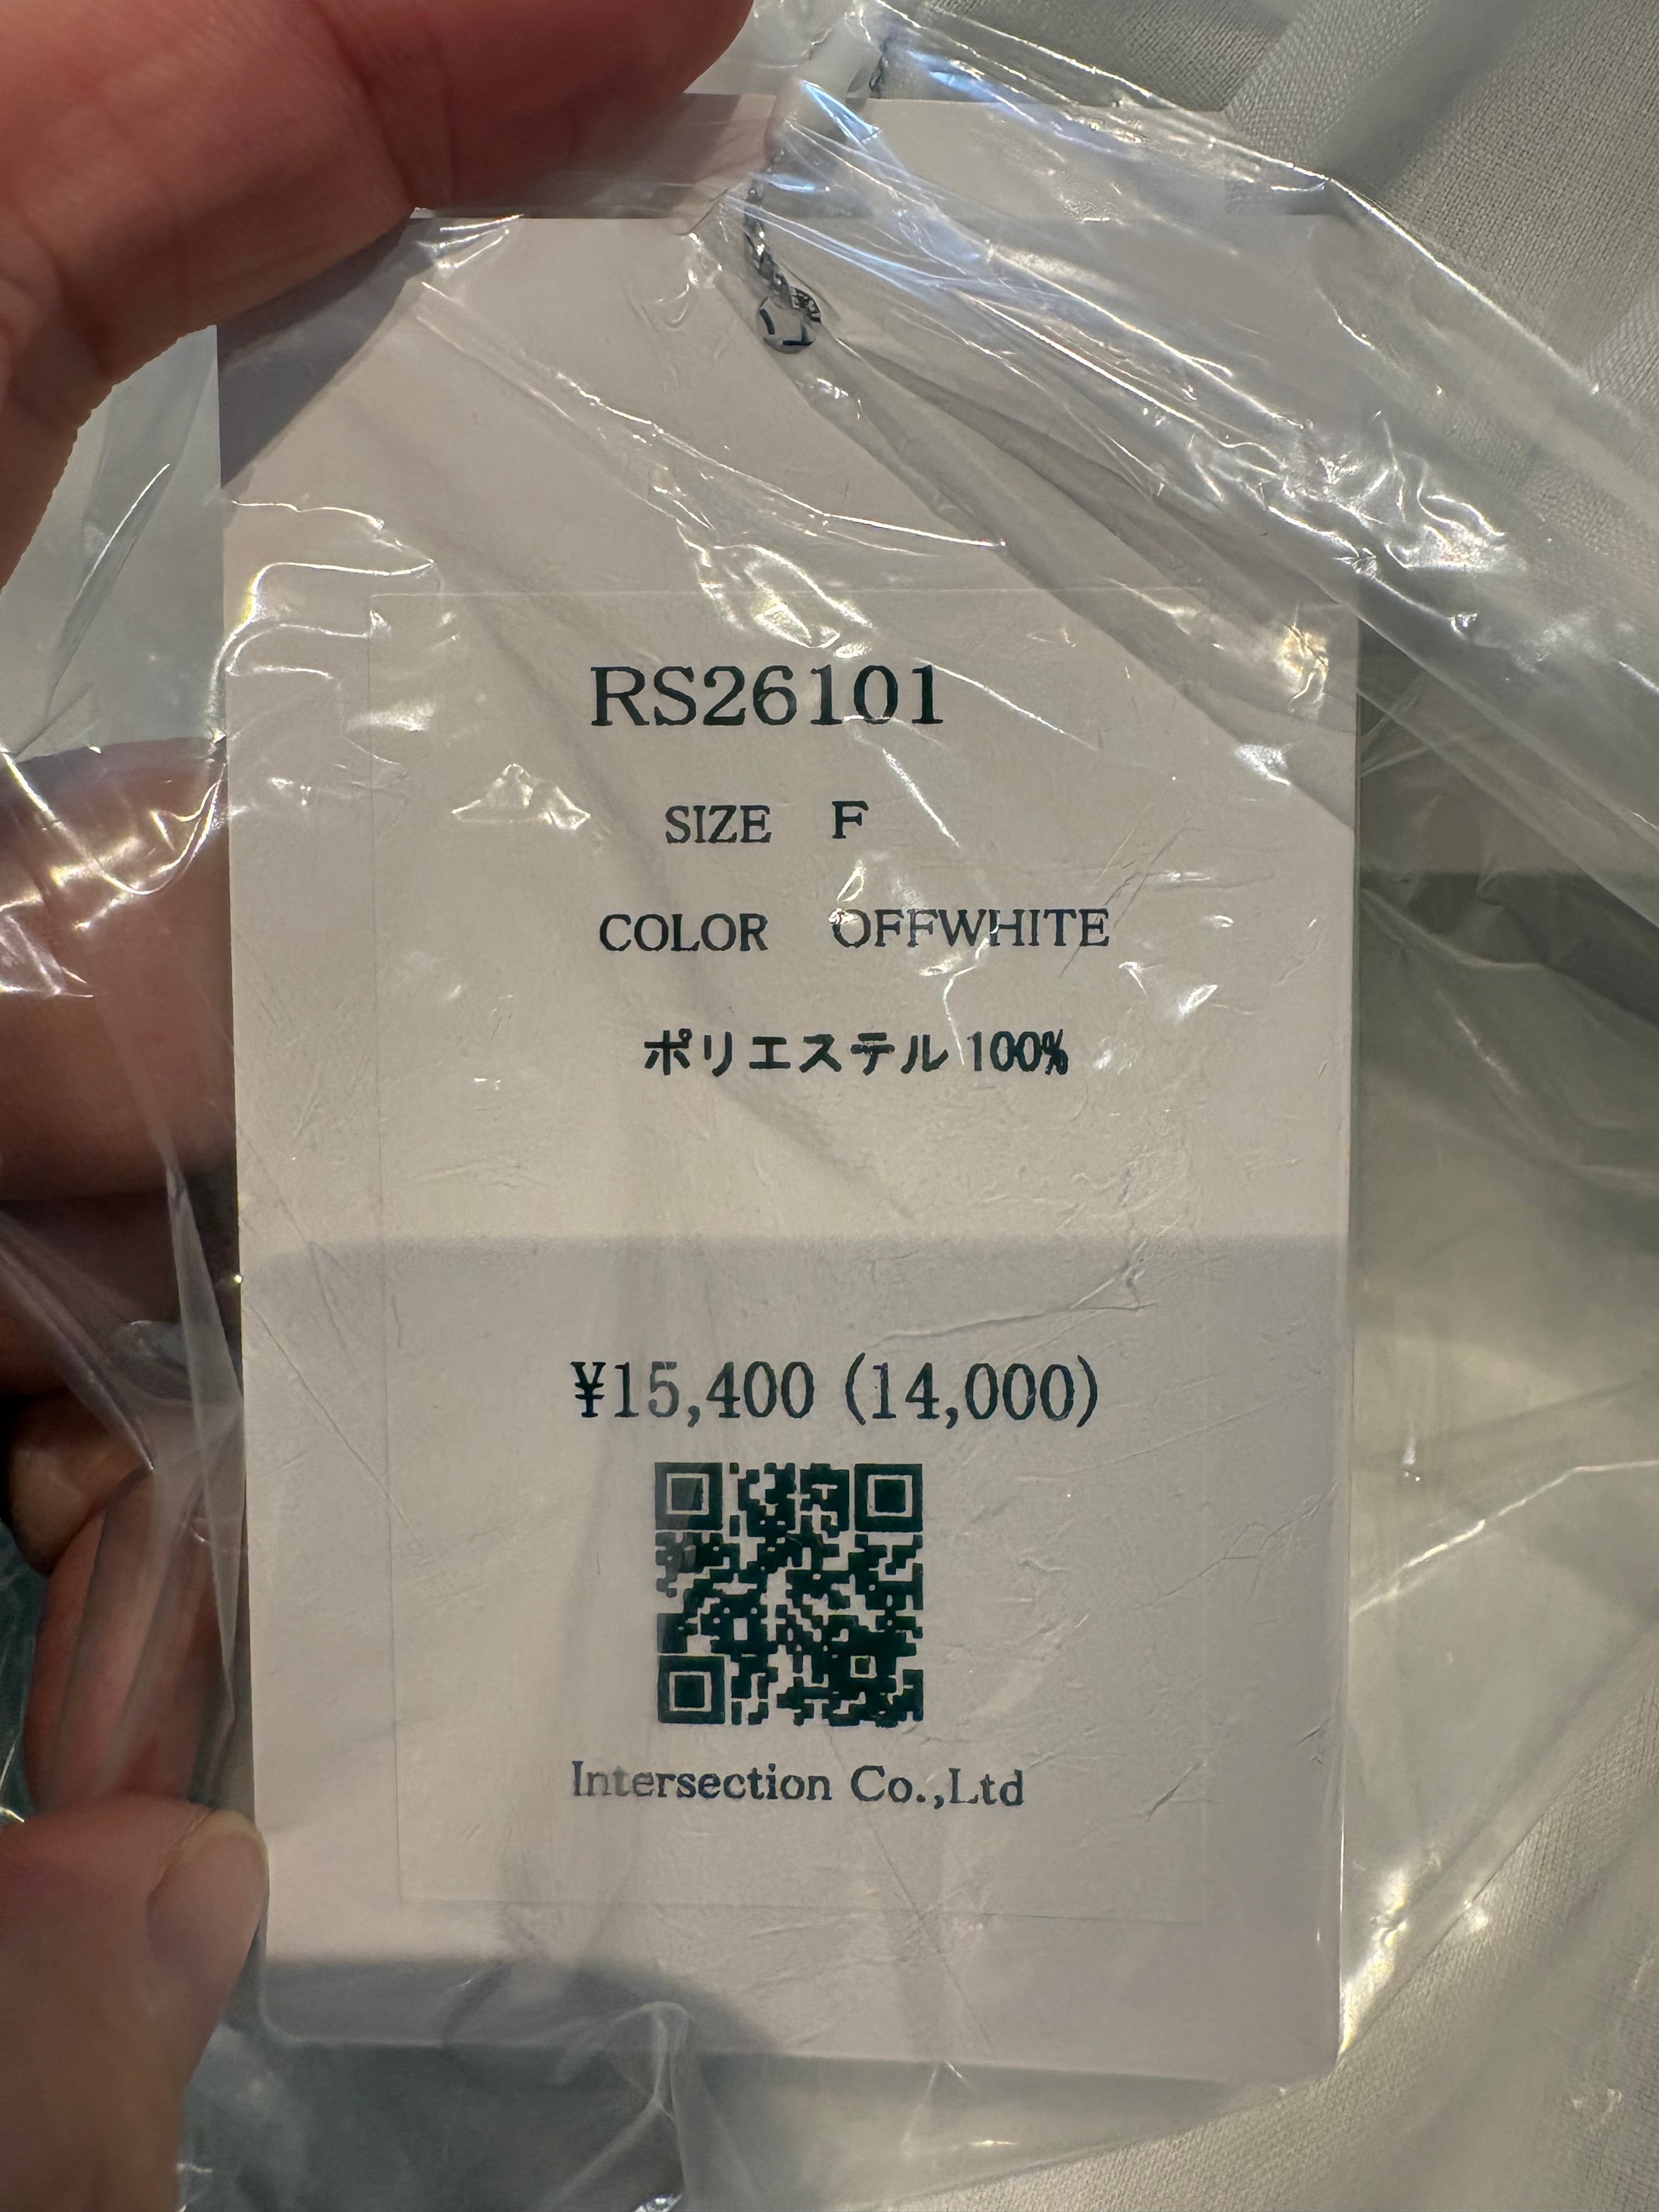 RS26101
SIZE F
COLOR OFFWHITE
ポリエステル 100%
¥15,400 (14,000)
Intersection Co.,Ltd